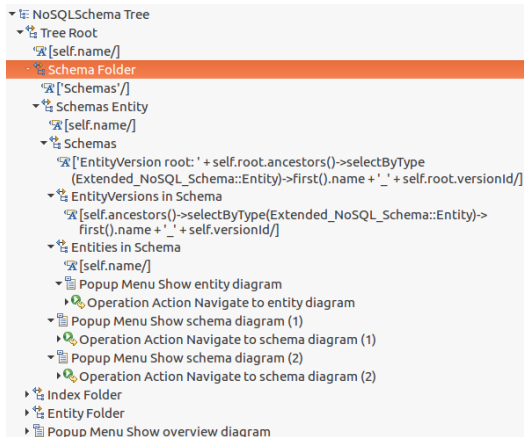 NoSQLSchema Tree
Tree Root
[self.name/]
Schema Folder
['Schemas'/]
Schemas Entity
[self.name/]
Schemas
['EntityVersion root: ' + self.root.ancestors()->selectByType
(Extended_NoSQL_Schema::Entity)->first().name + '_' + self.root.versionId/]
EntityVersions in Schema
[self.ancestors()->selectByType(Extended_NoSQL_Schema::Entity)->
first().name + '_' + self.versionId/]
Entities in Schema
[self.name/]
Popup Menu Show entity diagram
Operation Action Navigate to entity diagram
Popup Menu Show schema diagram (1)
Operation Action Navigate to schema diagram (1)
Popup Menu Show schema diagram (2)
Operation Action Navigate to schema diagram (2)
Index Folder
Entity Folder
Popup Menu Show overview diagram